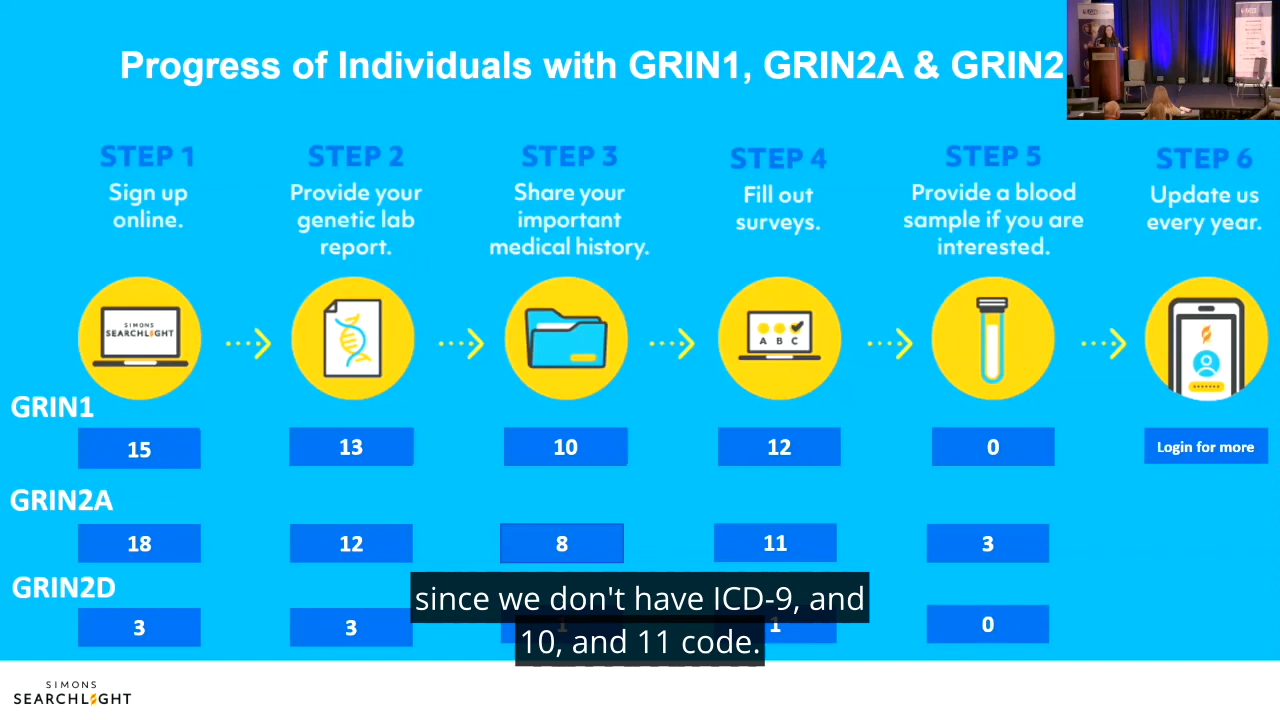 Progress of Individuals with GRIN1, GRIN2A & GRIN2
STEP 1
Sign up
online.
STEP 2
Provide your
genetic lab
report.
STEP 3
Share your
important
medical history.
STEP 4
Fill out
surveys.
STEP 5
Provide a blood
sample if you are
interested.
STEP 6
Update us
every year.
SIMONS
SEARCHLIGHT
A B C
GRIN1
15
13
10
12
0
Login for more
GRIN2A
18
12
8
11
3
GRIN2D
3
3
1
1
0
since we don't have ICD-9, and
10, and 11 code.
SIMONS
SEARCHLIGHT